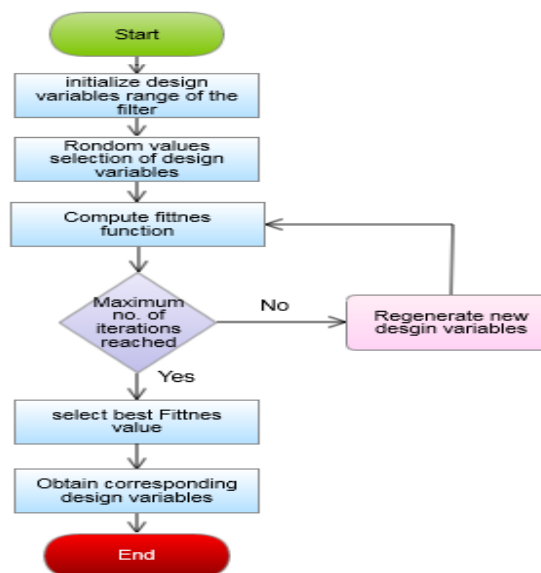 Start
initialize design
variables range of the
filter
Rondom values
selection of design
variables
Compute fittnes
function
Maximum
no. of
iterations
reached
No
Regenerate new
desgin variables
Yes
select best Fittnes
value
Obtain corresponding
design variables
End